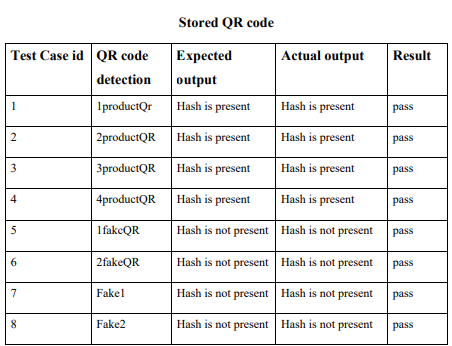 Stored QR code
Test Case id QR code detection Expected output Actual output Result
1 1productQr Hash is present Hash is present pass
2 2productQR Hash is present Hash is present pass
3 3productQR Hash is present Hash is present pass
4 4productQR Hash is present Hash is present pass
5 1fakeQR Hash is not present Hash is not present pass
6 2fakeQR Hash is not present Hash is not present pass
7 Fake1 Hash is not present Hash is not present pass
8 Fake2 Hash is not present Hash is not present pass